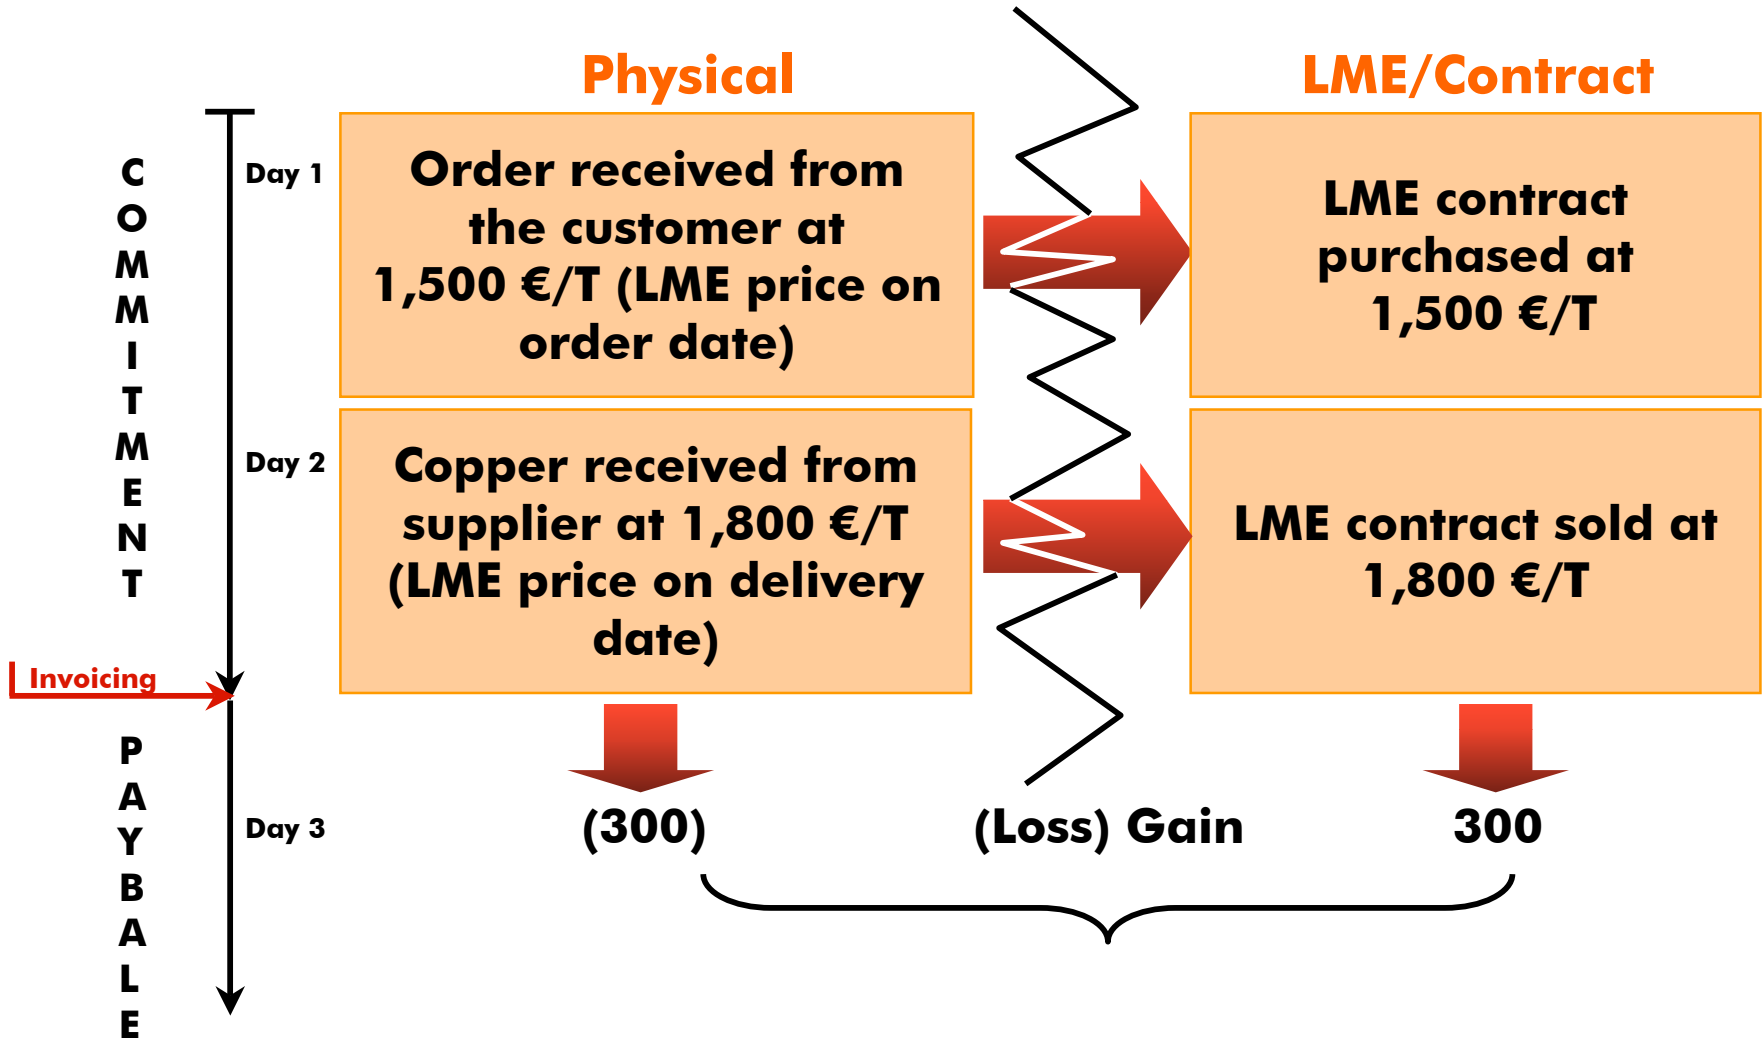 Physical
LME/Contract
COMMITMENT
Day 1
Order received from
the customer at
1,500 €/T (LME price on
order date)
LME contract
purchased at
1,500 €/T
Day 2
Copper received from
supplier at 1,800 €/T
(LME price on delivery
date)
LME contract sold at
1,800 €/T
Invoicing
PAYBALE
Day 3
(300)
(Loss) Gain
300